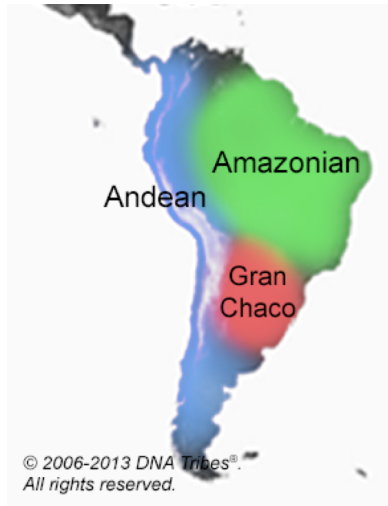 Amazonian
Andean
Gran
Chaco
© 2006-2013 DNA Tribes®.
All rights reserved.